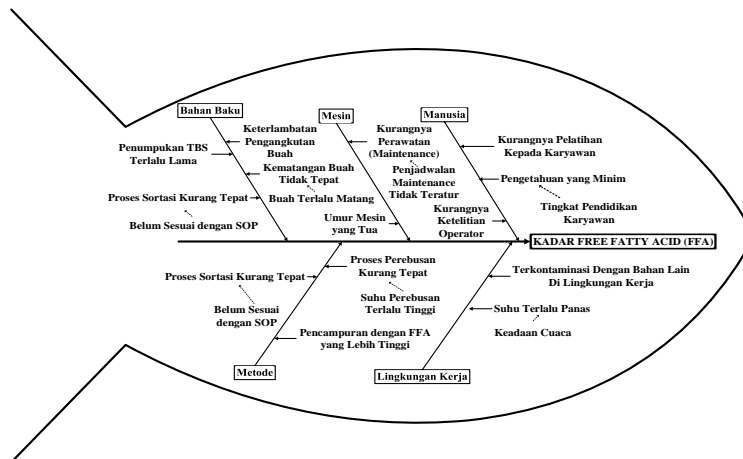 Bahan Baku
Mesin
Manusia
Keterlambatan
Pengangkutan
Buah
Penumpukan TBS
Terlalu Lama
Kematangan Buah
Tidak Tepat
Buah Terlalu Matang
Proses Sortasi Kurang Tepat
Belum Sesuai dengan SOP
Kurangnya
Perawatan
(Maintenance)
Penjadwalan
Maintenance
Tidak Teratur
Umur Mesin
yang Tua
Kurangnya Pelatihan
Kepada Karyawan
Pengetahuan yang Minim
Tingkat Pendidikan
Karyawan
Kurangnya
Ketelitian
Operator
KADAR FREE FATTY ACID (FFA)
Proses Perebusan
Kurang Tepat
Suhu Perebusan
Terlalu Tinggi
Proses Sortasi Kurang Tepat
Belum Sesuai
dengan SOP
Pencampuran dengan FFA
yang Lebih Tinggi
Metode
Terkontaminasi Dengan Bahan Lain
Di Lingkungan Kerja
Suhu Terlalu Panas
Keadaan Cuaca
Lingkungan Kerja